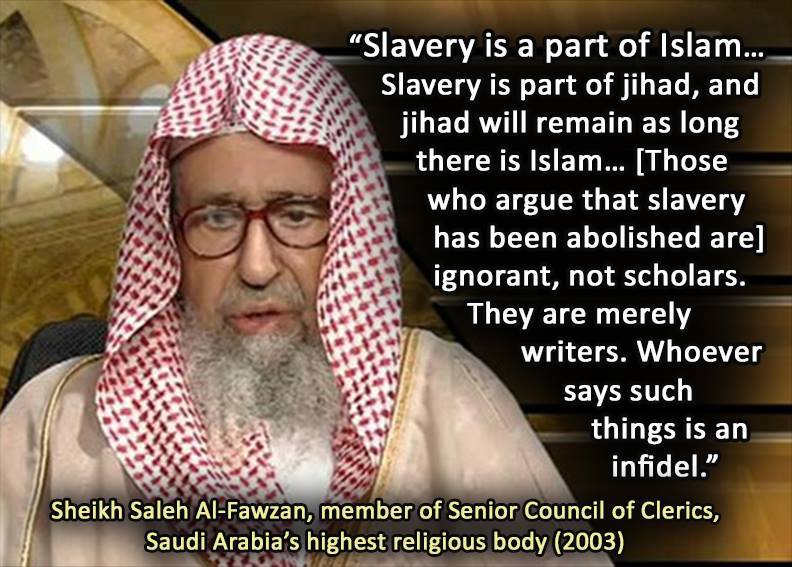 “Slavery is a part of Islam…
Slavery is part of jihad, and
jihad will remain as long
there is Islam… [Those
who argue that slavery
has been abolished are]
ignorant, not scholars.
They are merely
writers. Whoever
says such
things is an
infidel.”
Sheikh Saleh Al-Fawzan, member of Senior Council of Clerics,
Saudi Arabia’s highest religious body (2003)